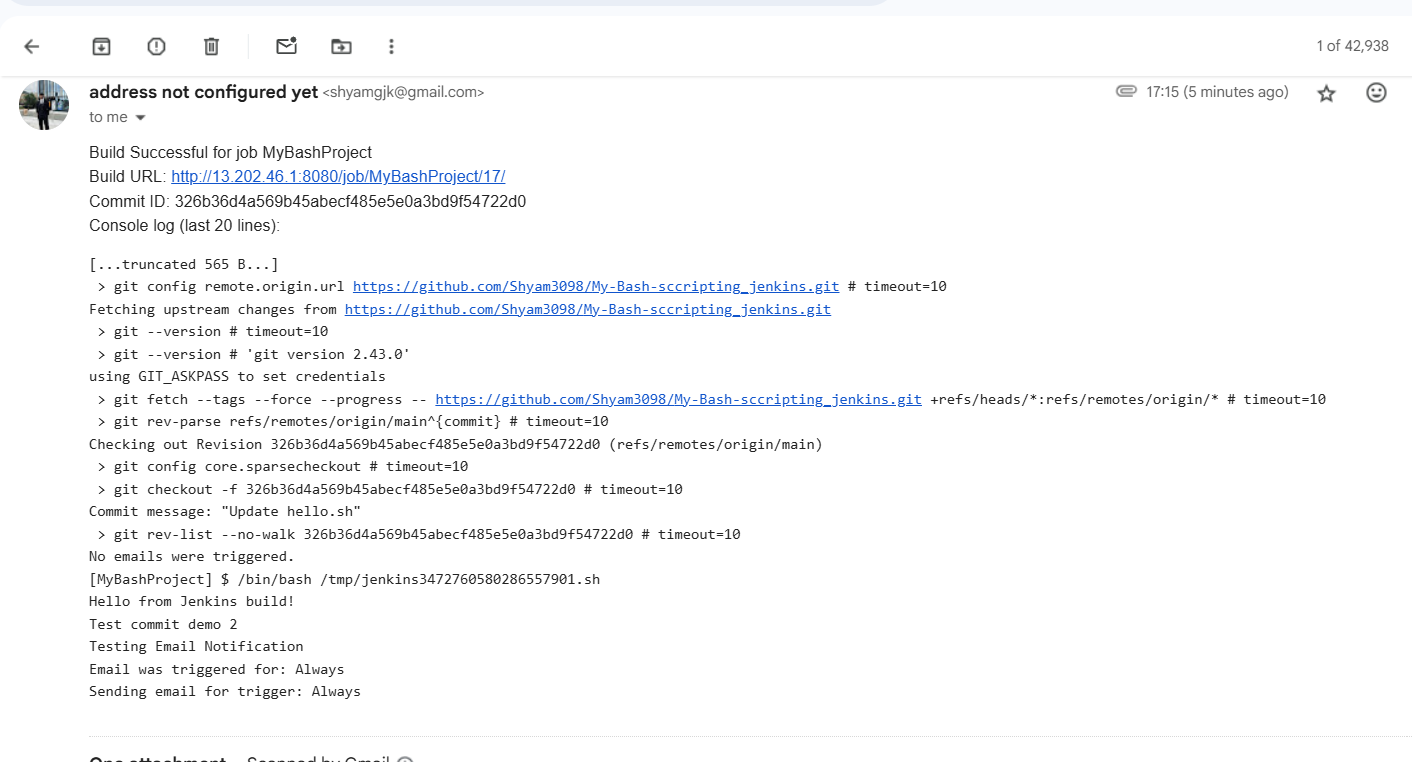 1 of 42,938
address not configured yet <shyamgjk@gmail.com>
17:15 (5 minutes ago)
to me
Build Successful for job MyBashProject
Build URL: http://13.202.46.1:8080/job/MyBashProject/17/
Commit ID: 326b36d4a569b45abecf485e5e0a3bd9f54722d0
Console log (last 20 lines):
[...truncated 565 B...]
> git config remote.origin.url https://github.com/Shyam3098/My-Bash-sccripting_jenkins.git # timeout=10
Fetching upstream changes from https://github.com/Shyam3098/My-Bash-sccripting_jenkins.git
> git --version # timeout=10
> git --version # 'git version 2.43.0'
using GIT_ASKPASS to set credentials
> git fetch --tags --force --progress -- https://github.com/Shyam3098/My-Bash-sccripting_jenkins.git +refs/heads/*:refs/remotes/origin/* # timeout=10
> git rev-parse refs/remotes/origin/main^{commit} # timeout=10
Checking out Revision 326b36d4a569b45abecf485e5e0a3bd9f54722d0 (refs/remotes/origin/main)
> git config core.sparsecheckout # timeout=10
> git checkout -f 326b36d4a569b45abecf485e5e0a3bd9f54722d0 # timeout=10
Commit message: "Update hello.sh"
> git rev-list --no-walk 326b36d4a569b45abecf485e5e0a3bd9f54722d0 # timeout=10
No emails were triggered.
[MyBashProject] $ /bin/bash /tmp/jenkins3472760580286557901.sh
Hello from Jenkins build!
Test commit demo 2
Testing Email Notification
Email was triggered for: Always
Sending email for trigger: Always
One attachment • Scanned by Gmail